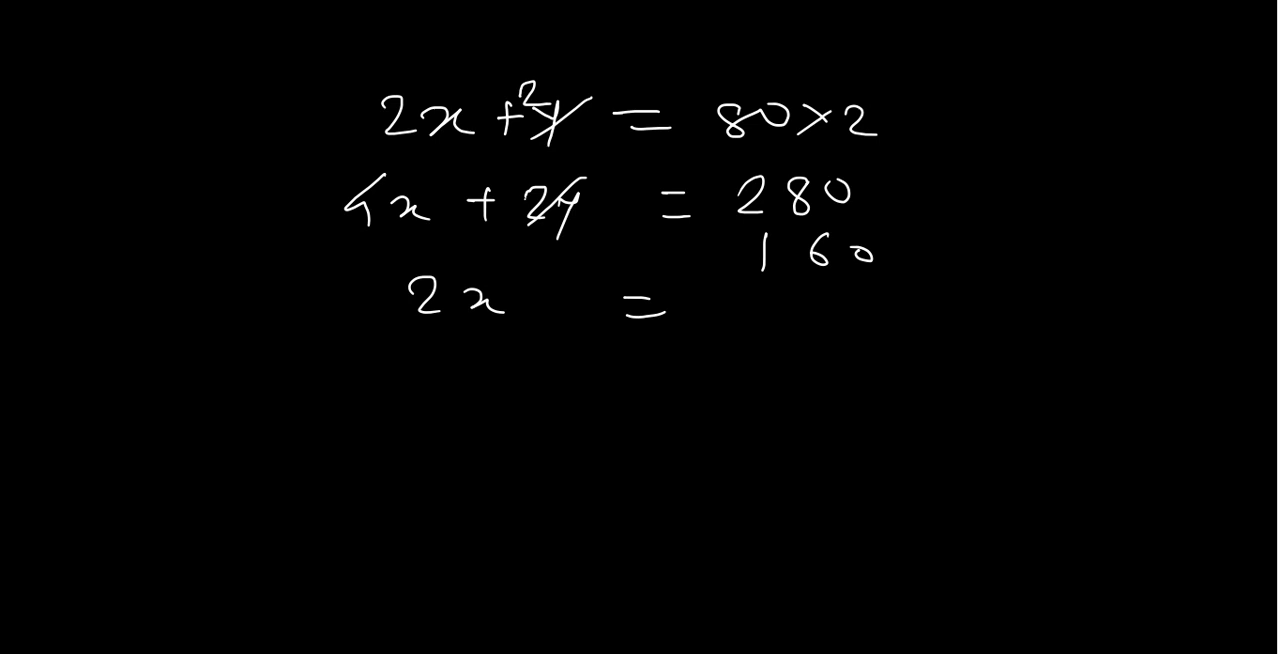 2x + 2y = 80 × 2
4x + 2y = 280
160
2x =